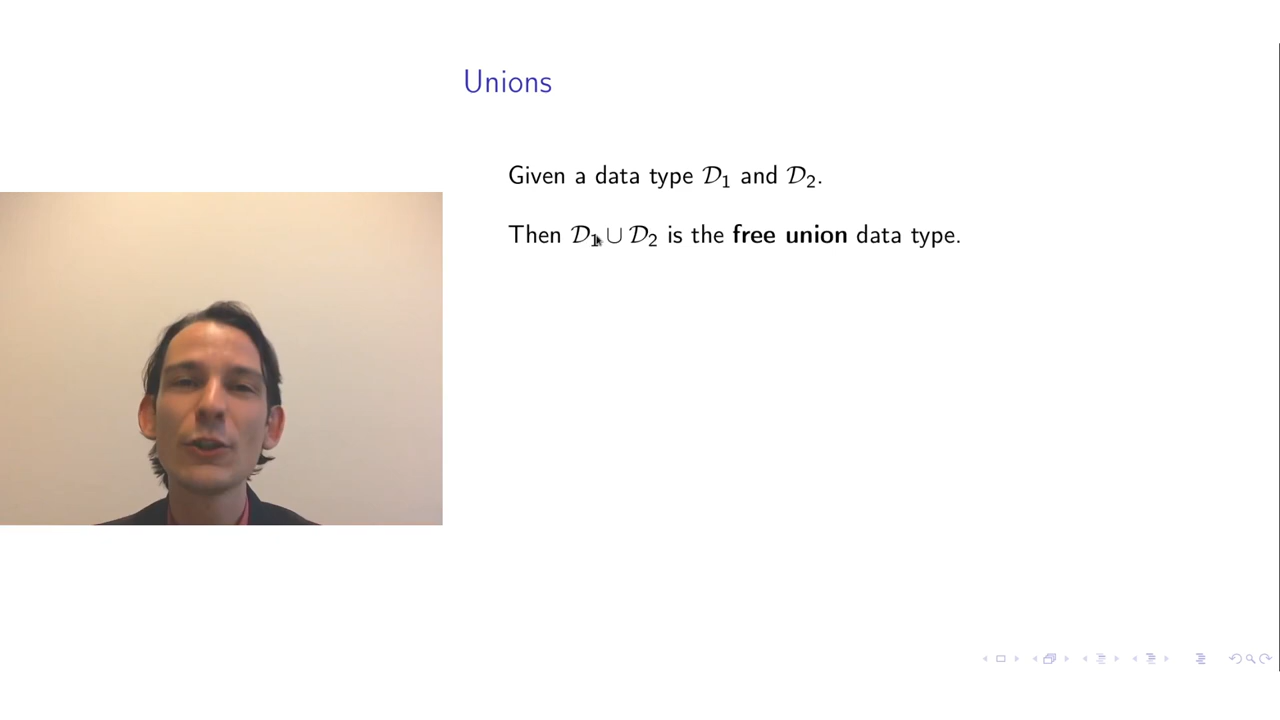 Unions
Given a data type 𝒟₁ and 𝒟₂.
Then 𝒟₁ ∪ 𝒟₂ is the free union data type.